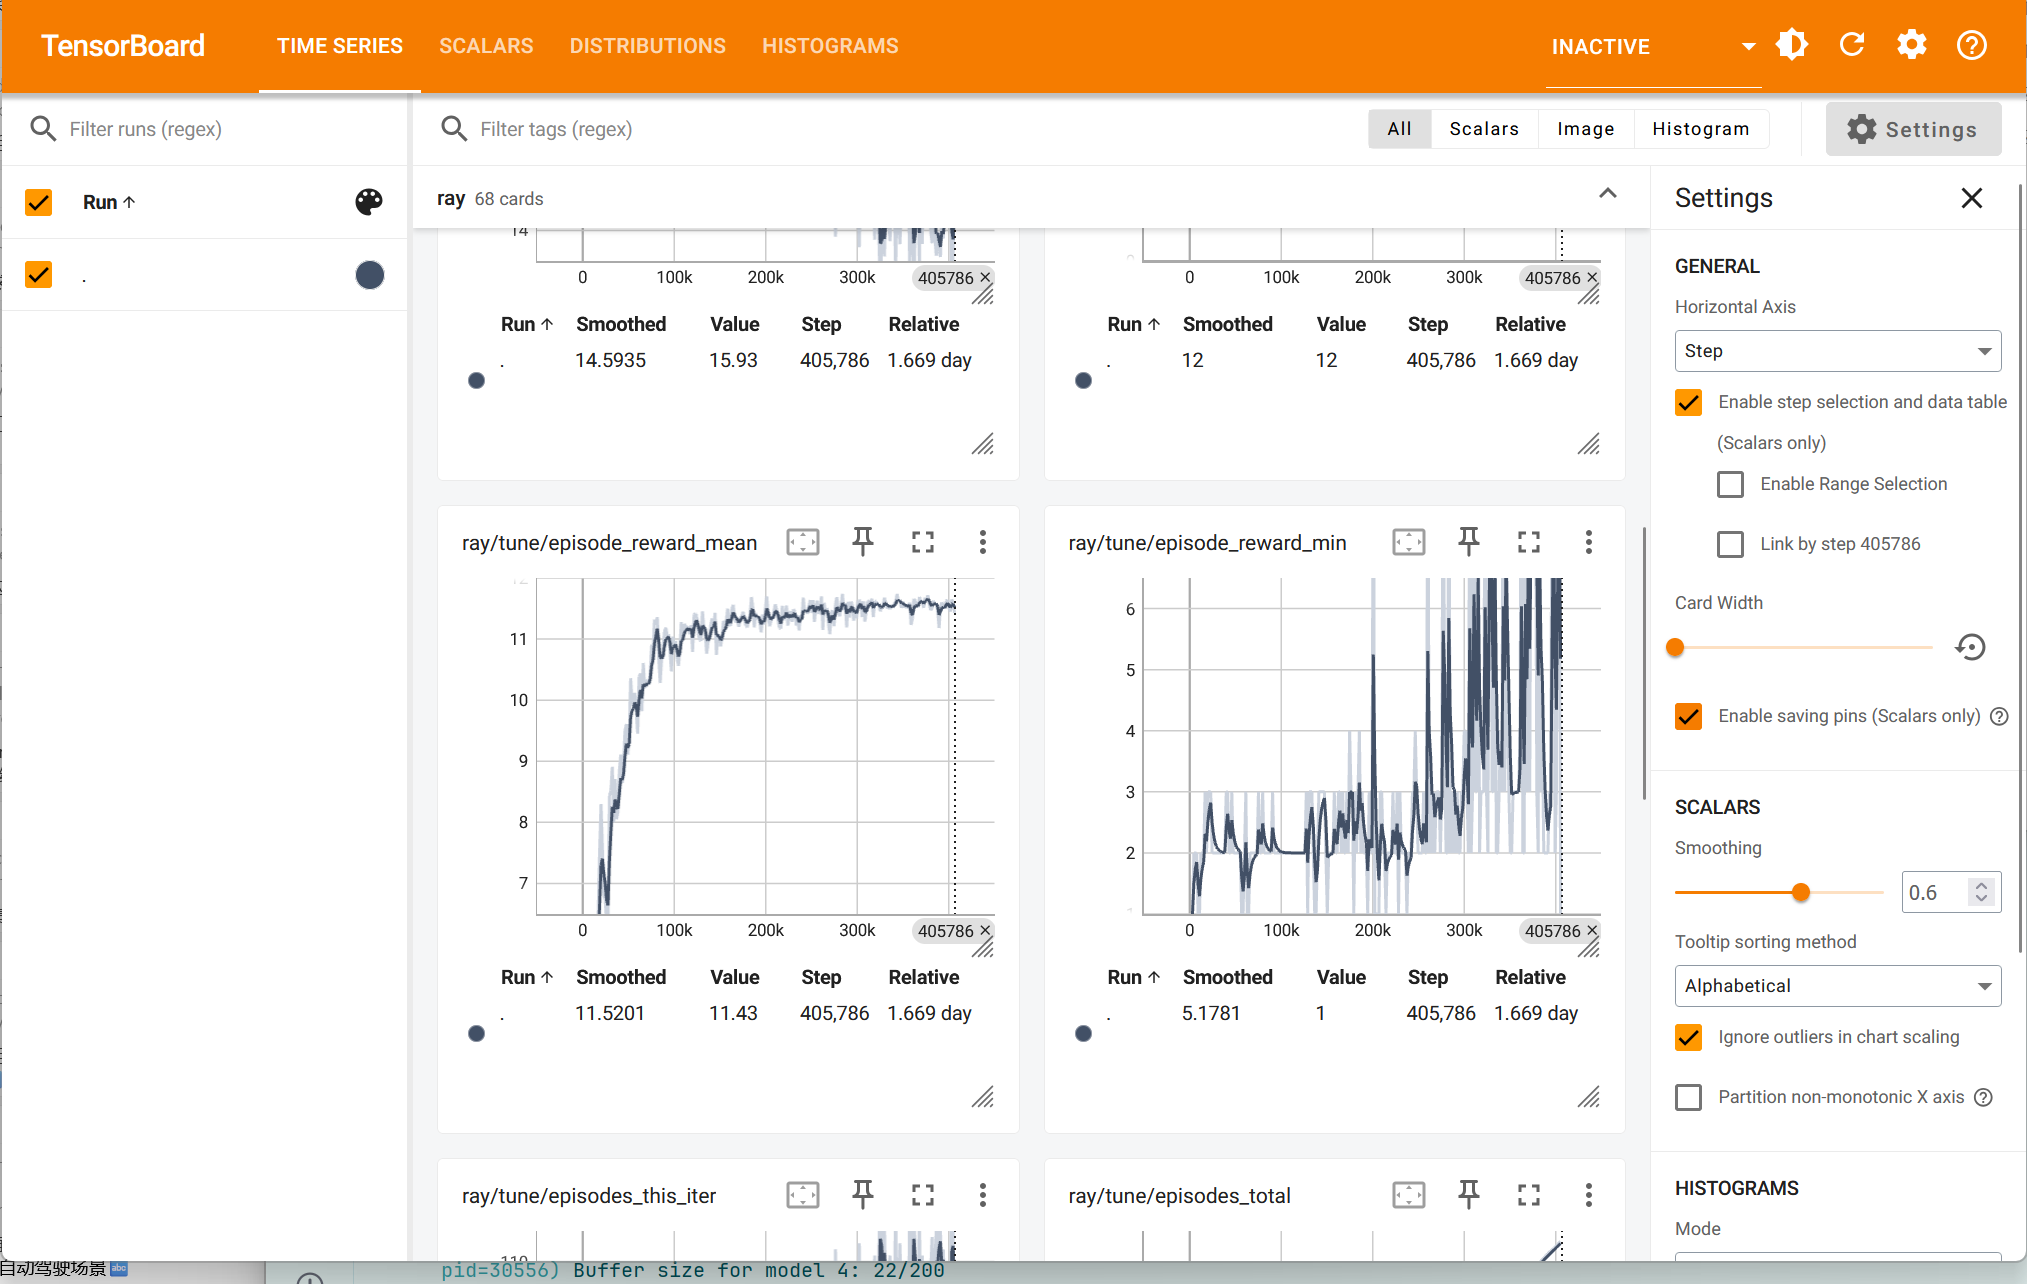 TensorBoard TIME SERIES SCALARS DISTRIBUTIONS HISTOGRAMS INACTIVE
Filter runs (regex)
Filter tags (regex)
All Scalars Image Histogram
Settings
Run
.
ray 68 cards
14
0 100k 200k 300k 405786
Run Smoothed Value Step Relative
. 14.5935 15.93 405,786 1.669 day
0 100k 200k 300k 405786
Run Smoothed Value Step Relative
. 12 12 405,786 1.669 day
ray/tune/episode_reward_mean
12
11
10
9
8
7
0 100k 200k 300k 405786
Run Smoothed Value Step Relative
. 11.5201 11.43 405,786 1.669 day
ray/tune/episode_reward_min
6
5
4
3
2
0 100k 200k 300k 405786
Run Smoothed Value Step Relative
. 5.1781 1 405,786 1.669 day
ray/tune/episodes_this_iter
110
ray/tune/episodes_total
Settings
GENERAL
Horizontal Axis
Step
Enable step selection and data table
(Scalars only)
Enable Range Selection
Link by step 405786
Card Width
Enable saving pins (Scalars only)
SCALARS
Smoothing
0.6
Tooltip sorting method
Alphabetical
Ignore outliers in chart scaling
Partition non-monotonic X axis
HISTOGRAMS
Mode
自动驾驶场景 abc
pid=30556) Buffer size for model 4: 22/200